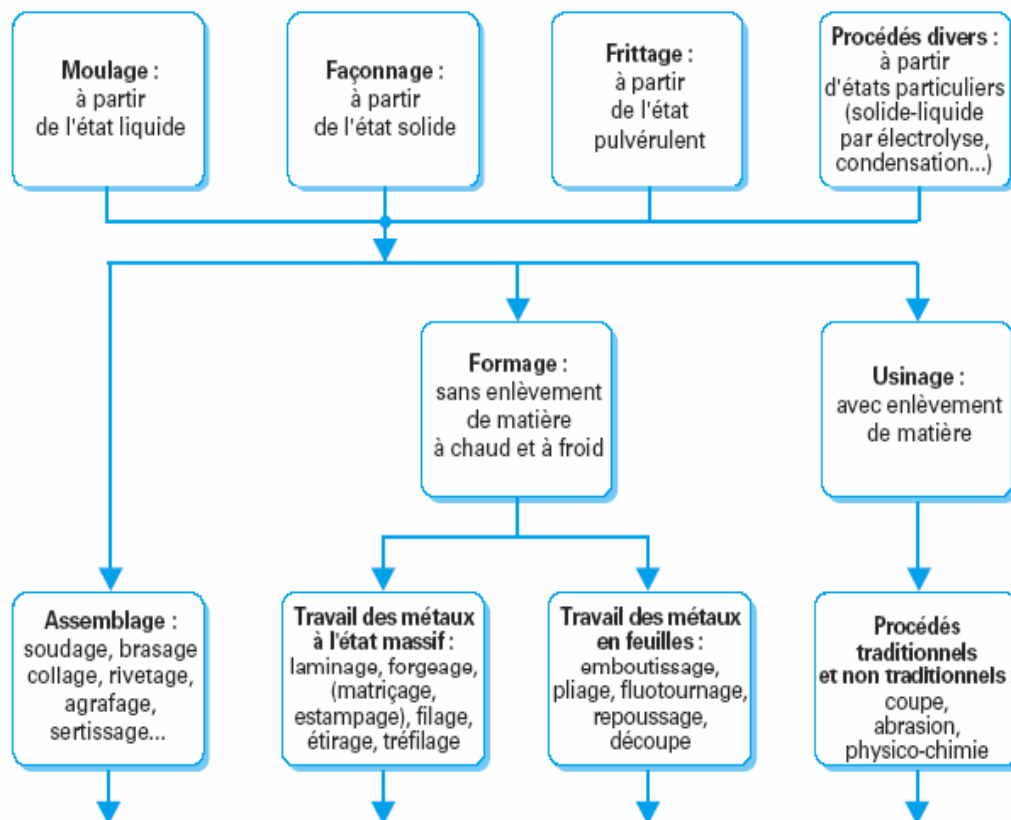 Moulage :
à partir
de l'état liquide
Façonnage :
à partir
de l'état solide
Frittage :
à partir
de l'état
pulvérulent
Procédés divers :
à partir
d'états particuliers
(solide-liquide
par électrolyse,
condensation...)
Formage :
sans enlèvement
de matière
à chaud et à froid
Usinage :
avec enlèvement
de matière
Assemblage :
soudage, brasage
collage, rivetage,
agrafage,
sertissage...
Travail des métaux
à l'état massif :
laminage, forgeage,
(matriçage,
estampage), filage,
étirage, tréfilage
Travail des métaux
en feuilles :
emboutissage,
pliage, fluotournage,
repoussage,
découpe
Procédés
traditionnels
et non traditionnels :
coupe,
abrasion,
physico-chimie